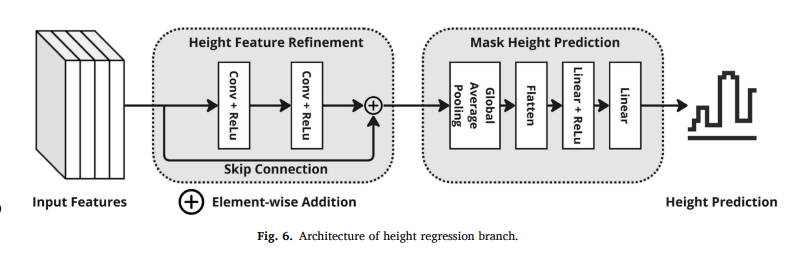 Height Feature Refinement
Mask Height Prediction
Conv + ReLu
Conv + ReLu
Global
Average
Pooling
Flatten
Linear + ReLu
Linear
Skip Connection
Input Features
Element-wise Addition
Height Prediction
Fig. 6. Architecture of height regression branch.